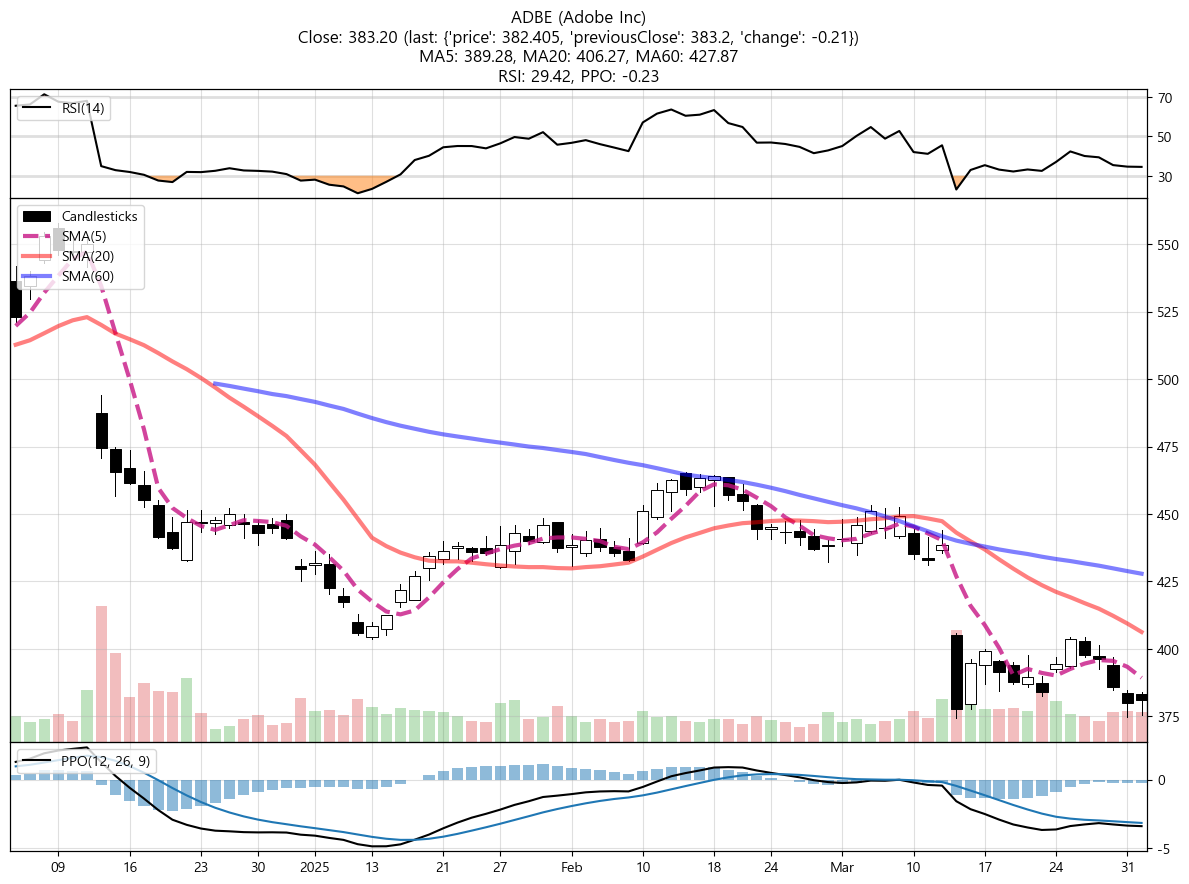 ADBE (Adobe Inc)
Close: 383.20 (last: {'price': 382.405, 'previousClose': 383.2, 'change': -0.21})
MA5: 389.28, MA20: 406.27, MA60: 427.87
RSI: 29.42, PPO: -0.23
RSI(14)
70
50
30
Candlesticks
SMA(5)
SMA(20)
SMA(60)
550
525
500
475
450
425
400
375
PPO(12, 26, 9)
0
-5
09 16 23 30 2025 13 21 27 Feb 10 18 24 Mar 10 17 24 31